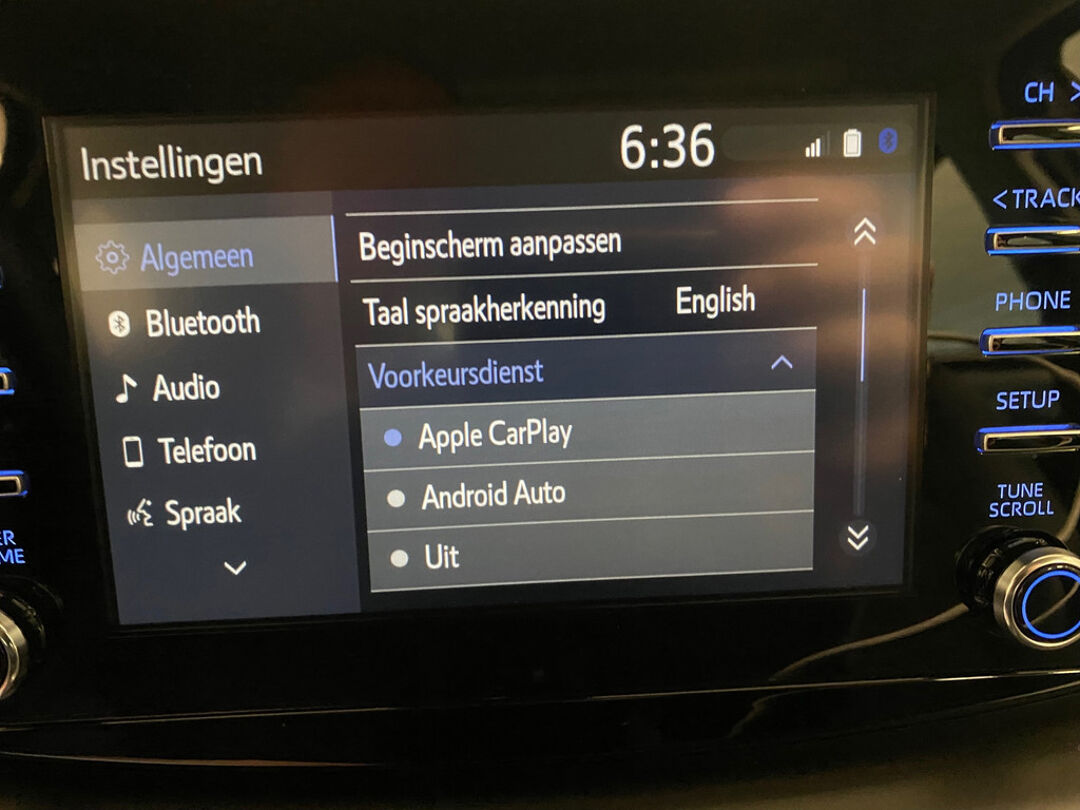 Instellingen
6:36
Algemeen
Bluetooth
Audio
Telefoon
Spraak
Beginscherm aanpassen
Taal spraakherkenning English
Voorkeursdienst
Apple CarPlay
Android Auto
Uit
CH >
< TRACK
PHONE
SETUP
TUNE
SCROLL